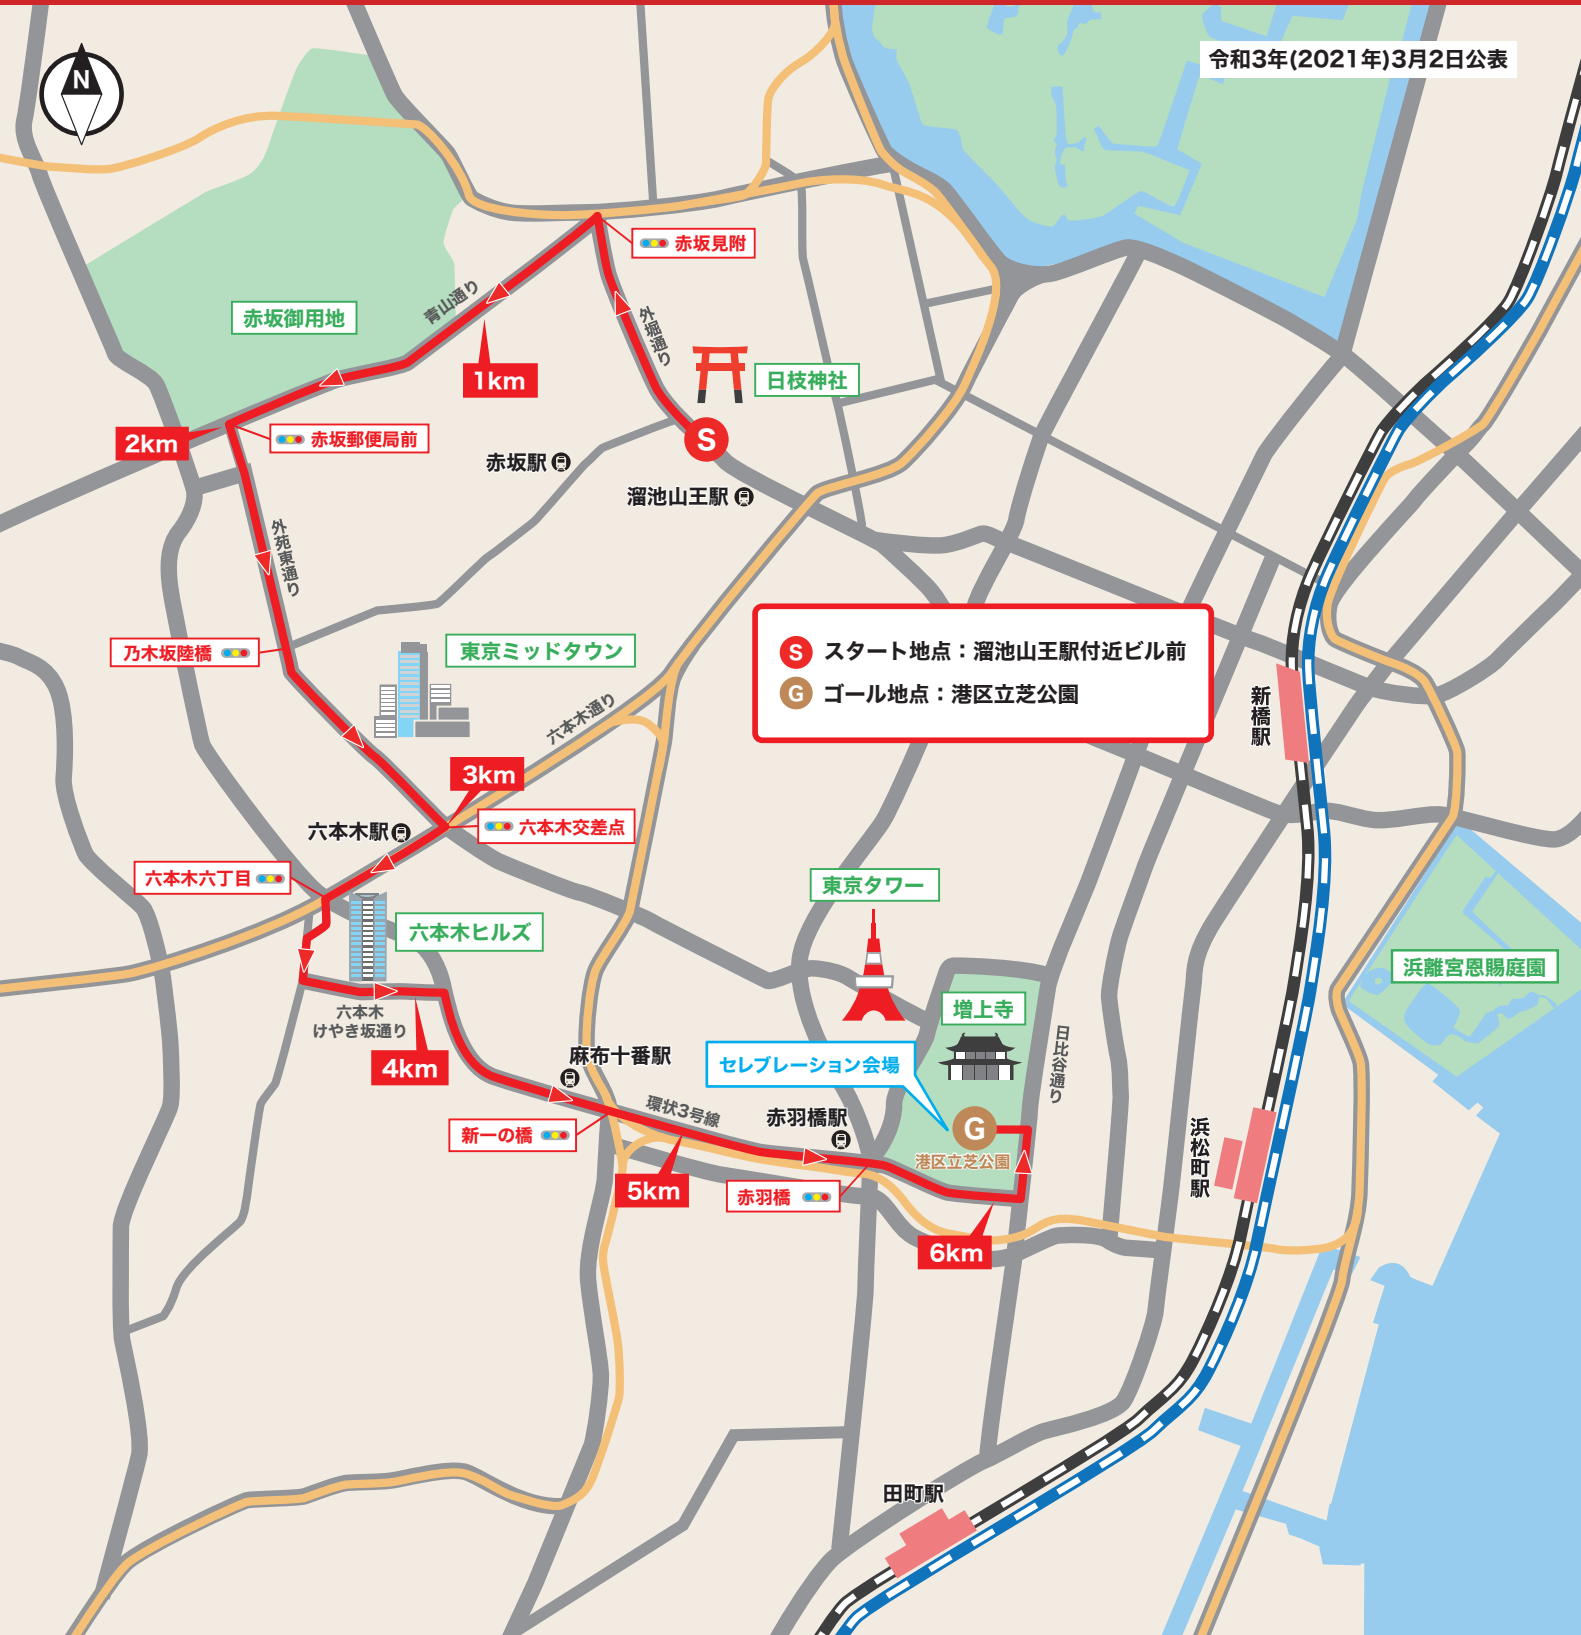 令和3年(2021年)3月2日公表
N
赤坂見附
青山通り
外堀通り
赤坂御用地
1km
日枝神社
2km
赤坂郵便局前
S
赤坂駅
溜池山王駅
外苑東通り
乃木坂陸橋
東京ミッドタウン
S スタート地点：溜池山王駅付近ビル前
G ゴール地点：港区立芝公園
新橋駅
六本木通り
3km
六本木交差点
六本木駅
六本木六丁目
六本木ヒルズ
東京タワー
浜離宮恩賜庭園
増上寺
六本木
けやき坂通り
4km
麻布十番駅
セレブレーション会場
日比谷通り
環状3号線
赤羽橋駅
G
港区立芝公園
新一の橋
5km
赤羽橋
浜松町駅
6km
田町駅